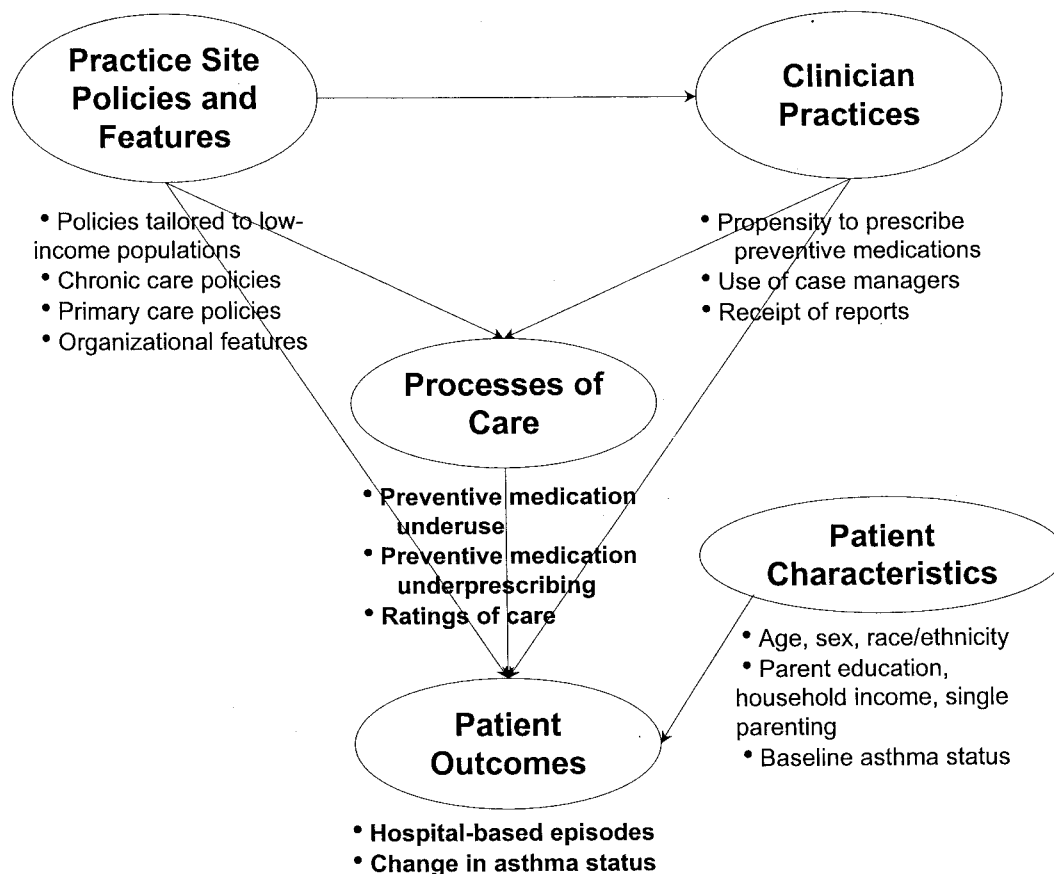 Practice Site
Policies and
Features
Clinician
Practices
• Policies tailored to low-
income populations
• Chronic care policies
• Primary care policies
• Organizational features
• Propensity to prescribe
preventive medications
• Use of case managers
• Receipt of reports
Processes of
Care
• Preventive medication
underuse
• Preventive medication
underprescribing
• Ratings of care
Patient
Characteristics
• Age, sex, race/ethnicity
• Parent education,
household income, single
parenting
• Baseline asthma status
Patient
Outcomes
• Hospital-based episodes
• Change in asthma status